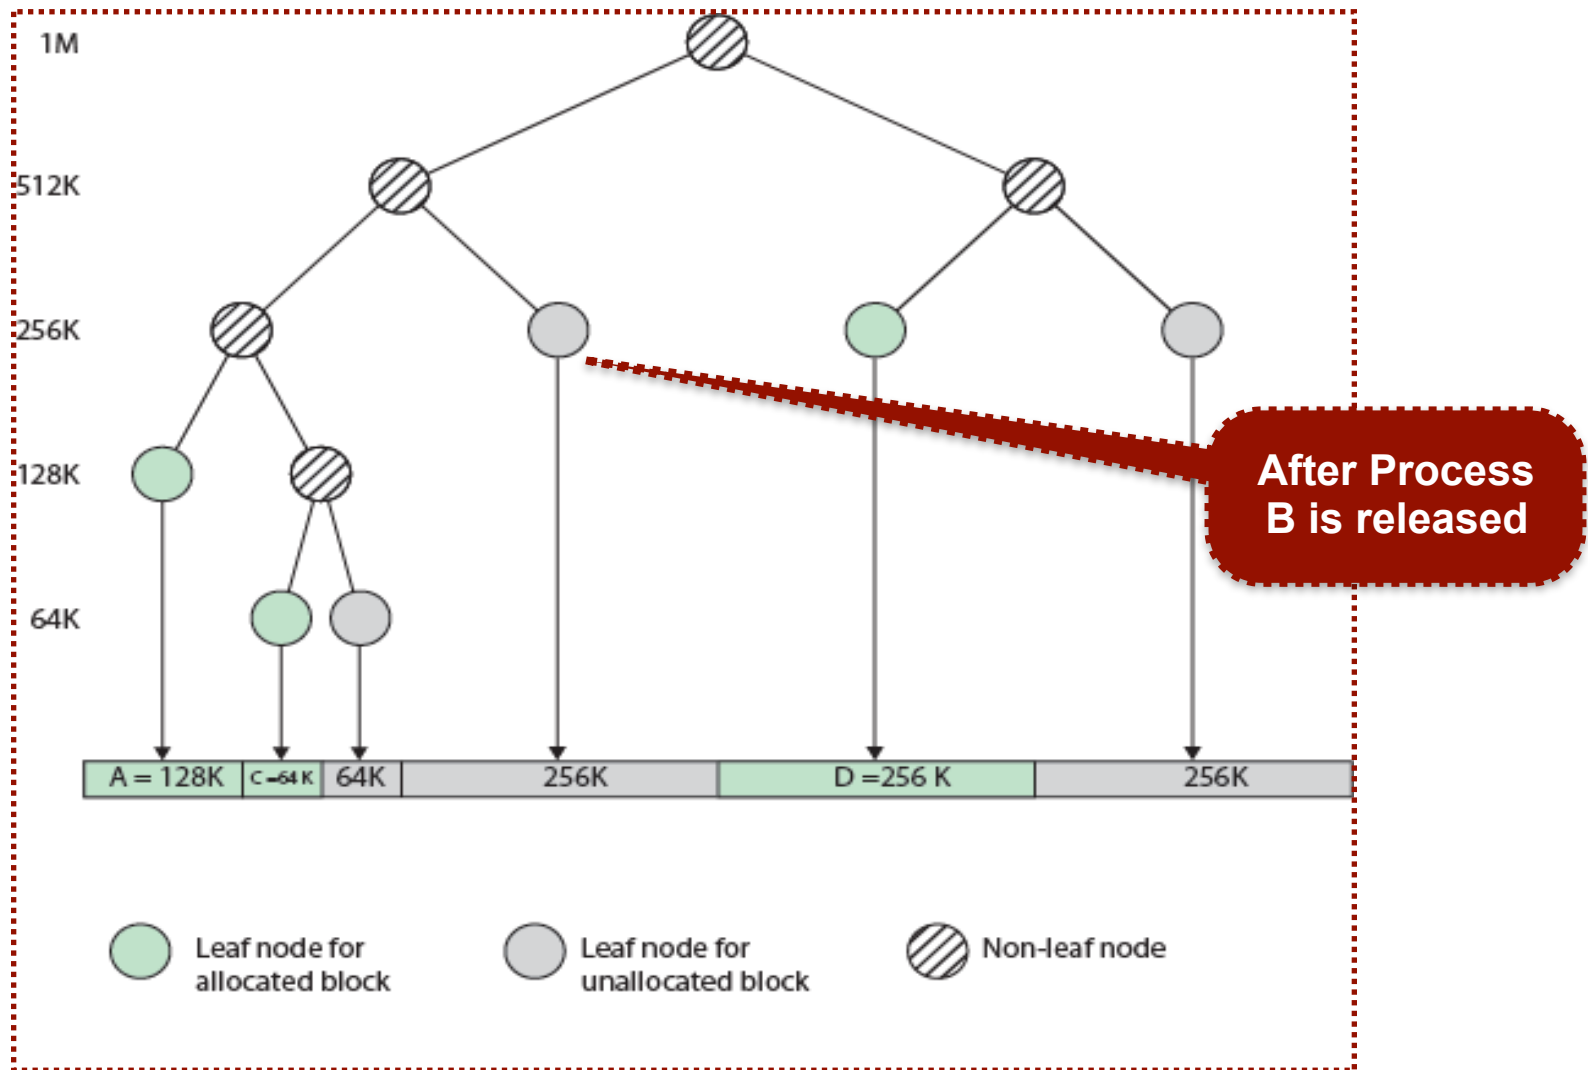 1M
512K
256K
128K
After Process
B is released
64K
A = 128K
C =64 K
64K
256K
D =256 K
256K
Leaf node for
allocated block
Leaf node for
unallocated block
Non-leaf node